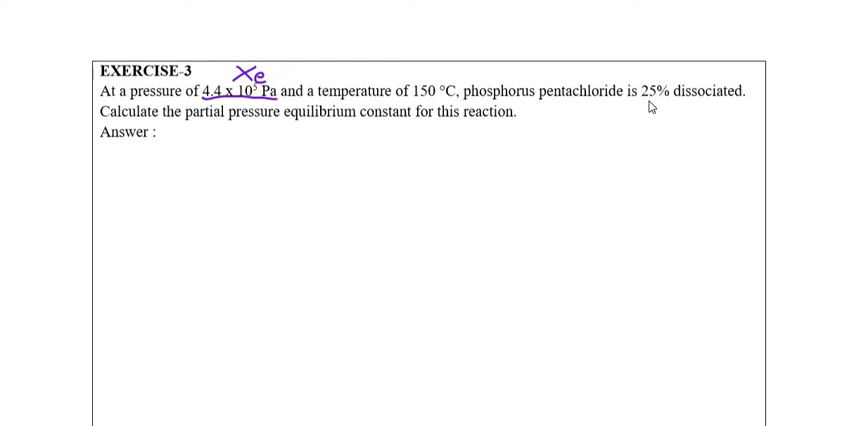 EXERCISE-3
Xe
At a pressure of 4.4 x 10⁵ Pa and a temperature of 150 °C, phosphorus pentachloride is 25% dissociated.
Calculate the partial pressure equilibrium constant for this reaction.
Answer :